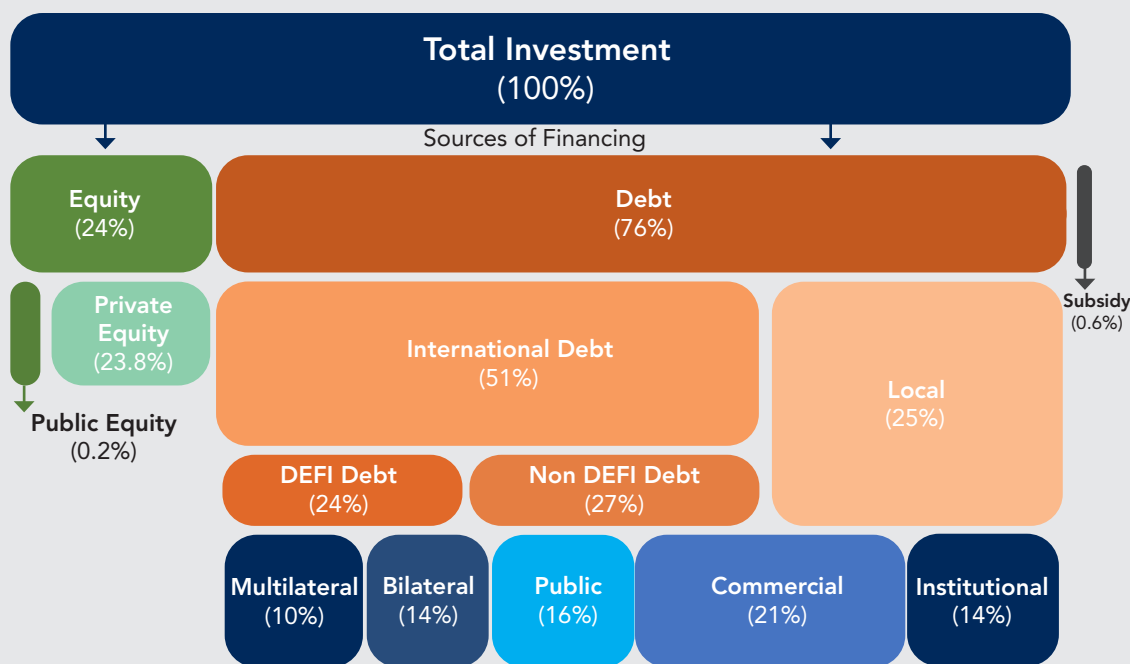 Total Investment
(100%)
Sources of Financing
Equity
(24%)
Debt
(76%)
Subsidy
(0.6%)
Private
Equity
(23.8%)
Public Equity
(0.2%)
International Debt
(51%)
Local
(25%)
DEFI Debt
(24%)
Non DEFI Debt
(27%)
Multilateral
(10%)
Bilateral
(14%)
Public
(16%)
Commercial
(21%)
Institutional
(14%)